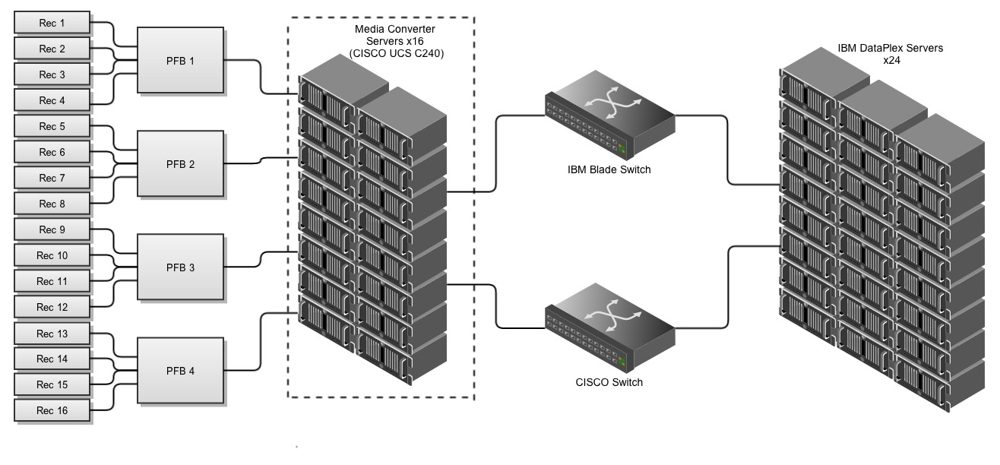 Rec 1
Rec 2
Rec 3
Rec 4
Rec 5
Rec 6
Rec 7
Rec 8
Rec 9
Rec 10
Rec 11
Rec 12
Rec 13
Rec 14
Rec 15
Rec 16
PFB 1
PFB 2
PFB 3
PFB 4
Media Converter
Servers x16
(CISCO UCS C240)
IBM Blade Switch
CISCO Switch
IBM DataPlex Servers
x24